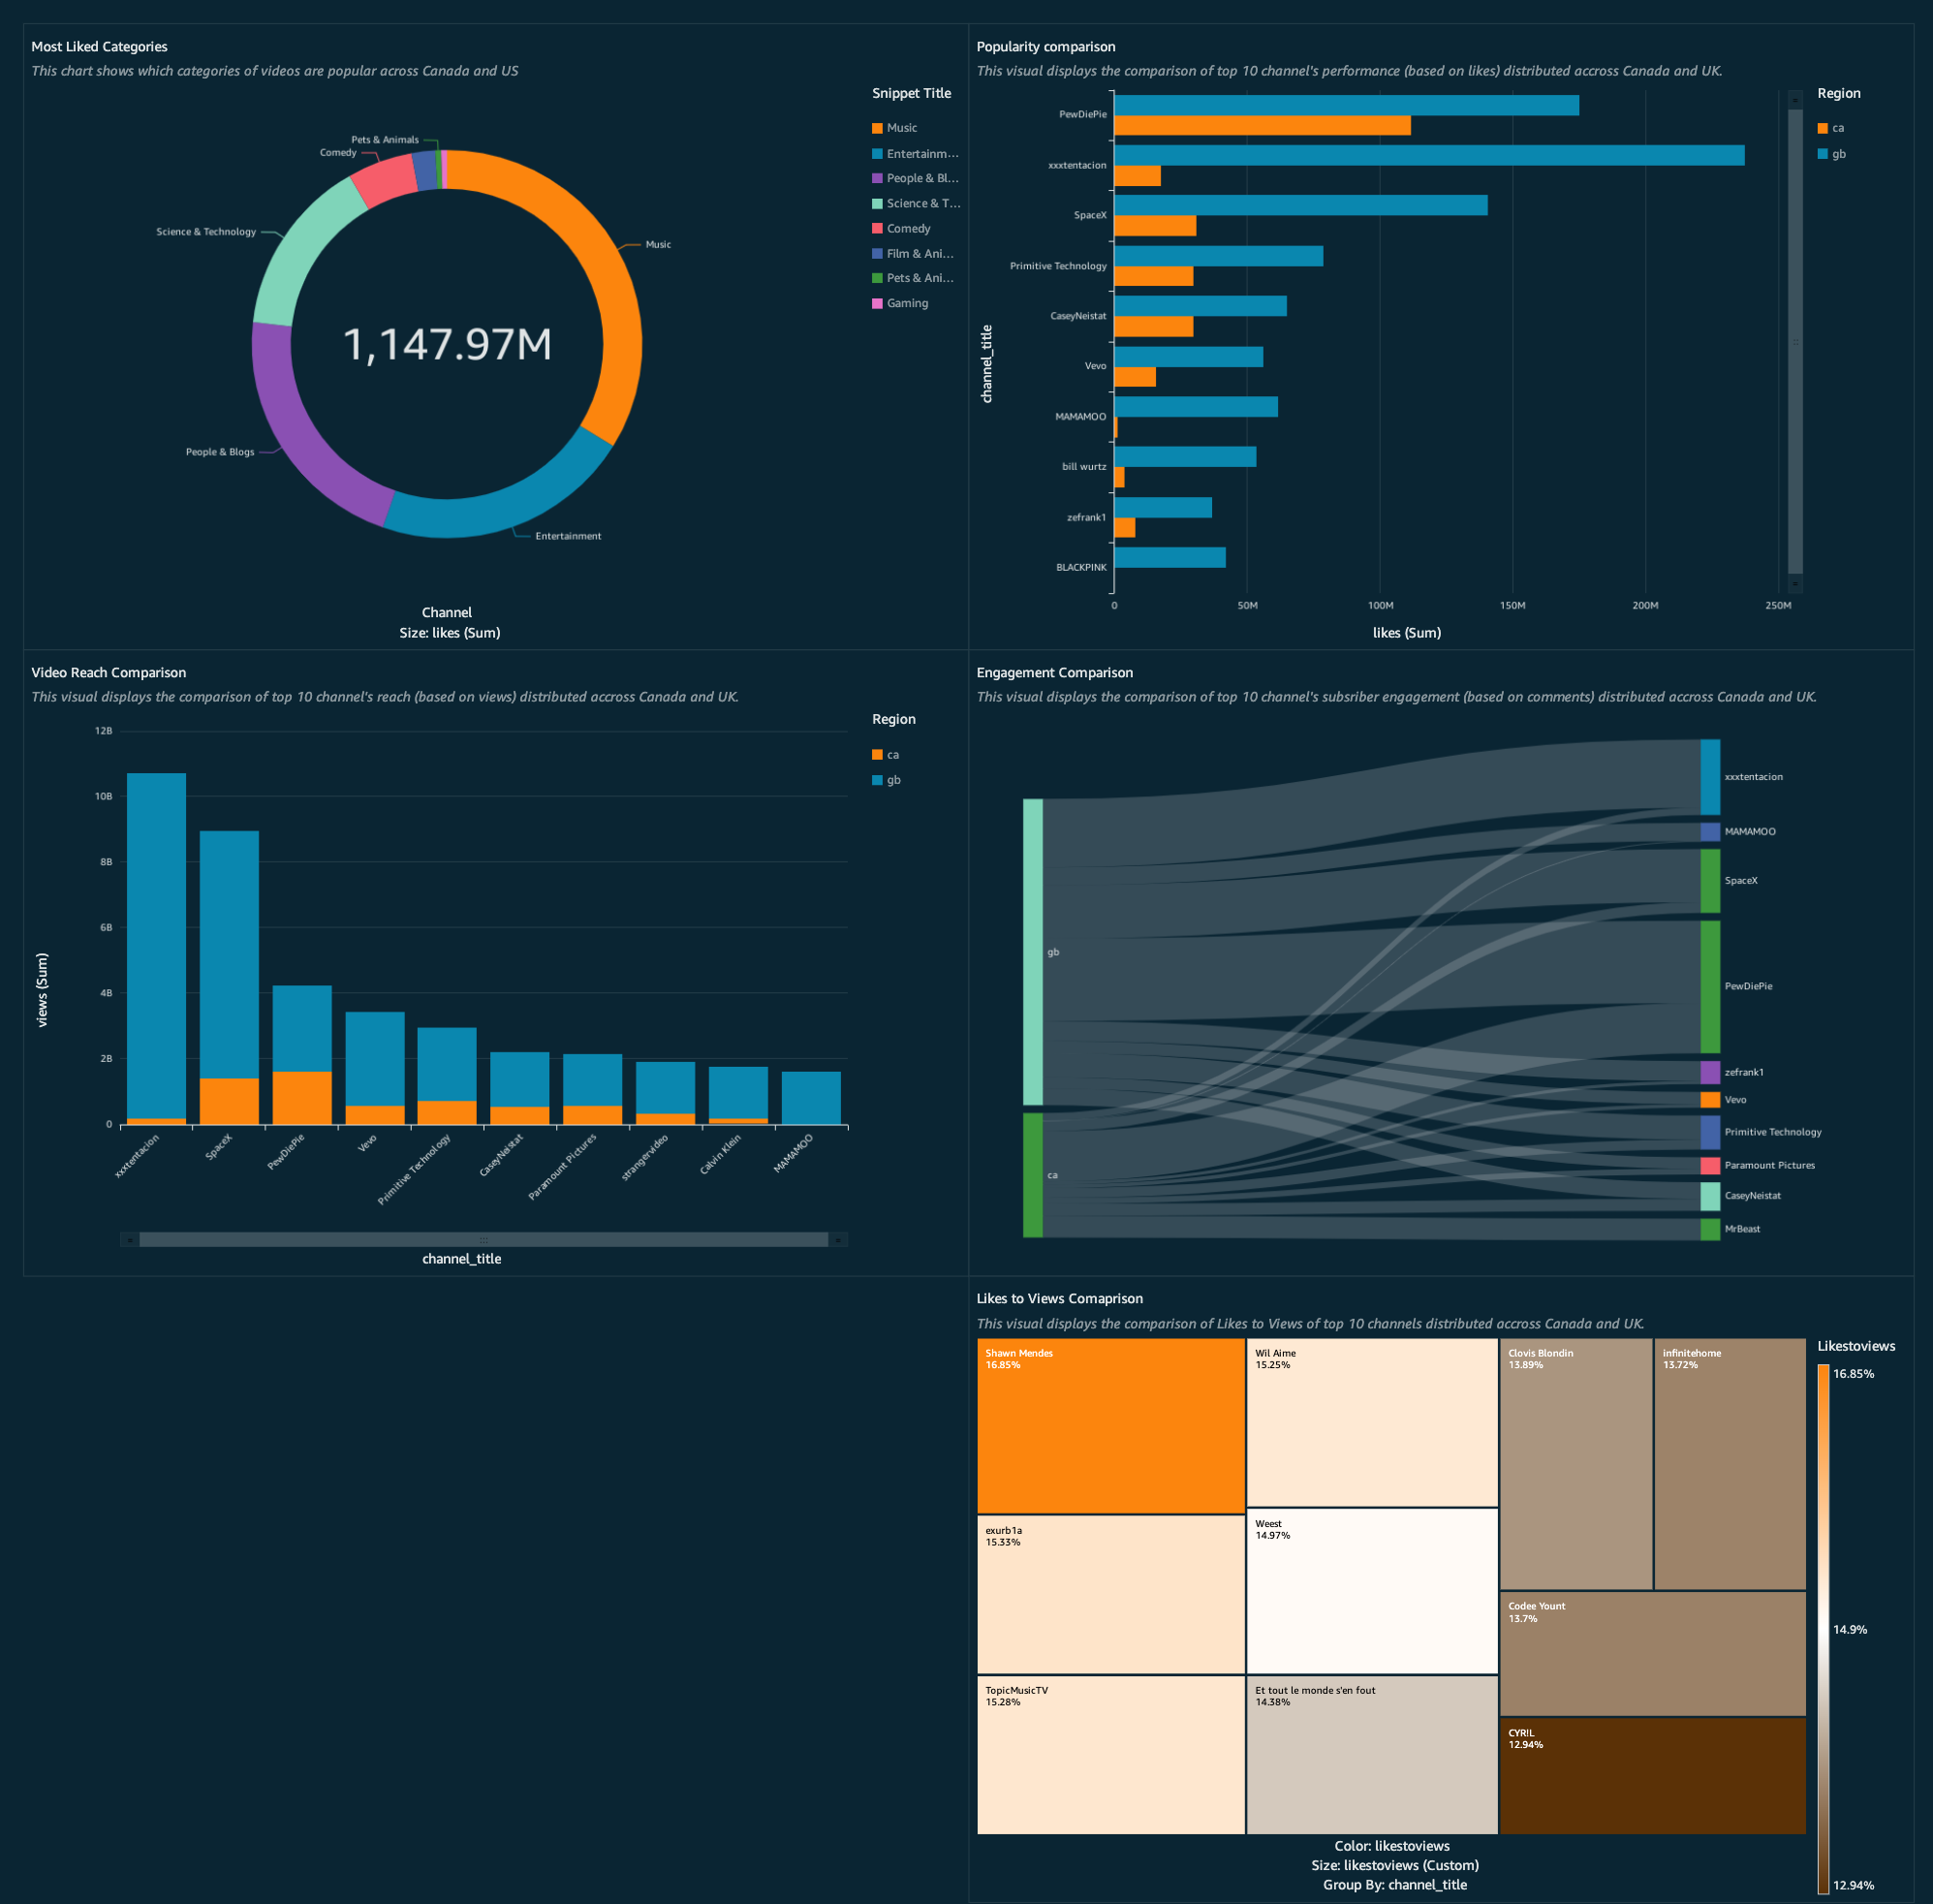 Most Liked Categories
This chart shows which categories of videos are popular across Canada and US
Snippet Title
Music
Entertainm...
People & Bl...
Science & T...
Comedy
Film & Ani...
Pets & Ani...
Gaming
Pets & Animals
Comedy
Science & Technology
Music
1,147.97M
People & Blogs
Entertainment
Channel
Size: likes (Sum)
Popularity comparison
This visual displays the comparison of top 10 channel's performance (based on likes) distributed accross Canada and UK.
Region
ca
gb
channel_title
PewDiePie
xxxtentacion
SpaceX
Primitive Technology
CaseyNeistat
Vevo
MAMAMOO
bill wurtz
zefrank1
BLACKPINK
0 50M 100M 150M 200M 250M
likes (Sum)
Video Reach Comparison
This visual displays the comparison of top 10 channel's reach (based on views) distributed accross Canada and UK.
Region
ca
gb
views (Sum)
12B
10B
8B
6B
4B
2B
0
xxxtentacion
SpaceX
PewDiePie
Vevo
Primitive Technology
CaseyNeistat
Paramount Pictures
strangervideo
Calvin Klein
MAMAMOO
channel_title
Engagement Comparison
This visual displays the comparison of top 10 channel's subsriber engagement (based on comments) distributed accross Canada and UK.
gb
ca
xxxtentacion
MAMAMOO
SpaceX
PewDiePie
zefrank1
Vevo
Primitive Technology
Paramount Pictures
CaseyNeistat
MrBeast
Likes to Views Comaprison
This visual displays the comparison of Likes to Views of top 10 channels distributed accross Canada and UK.
Shawn Mendes
16.85%
exurb1a
15.33%
TopicMusicTV
15.28%
Wil Aime
15.25%
Weest
14.97%
Et tout le monde s'en fout
14.38%
Clovis Blondin
13.89%
infinitehome
13.72%
Codee Yount
13.7%
CYR!L
12.94%
Likestoviews
16.85%
14.9%
12.94%
Color: likestoviews
Size: likestoviews (Custom)
Group By: channel_title